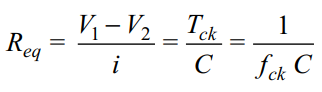 R_eq = (V_1 − V_2) / i = T_ck / C = 1 / (f_ck C)